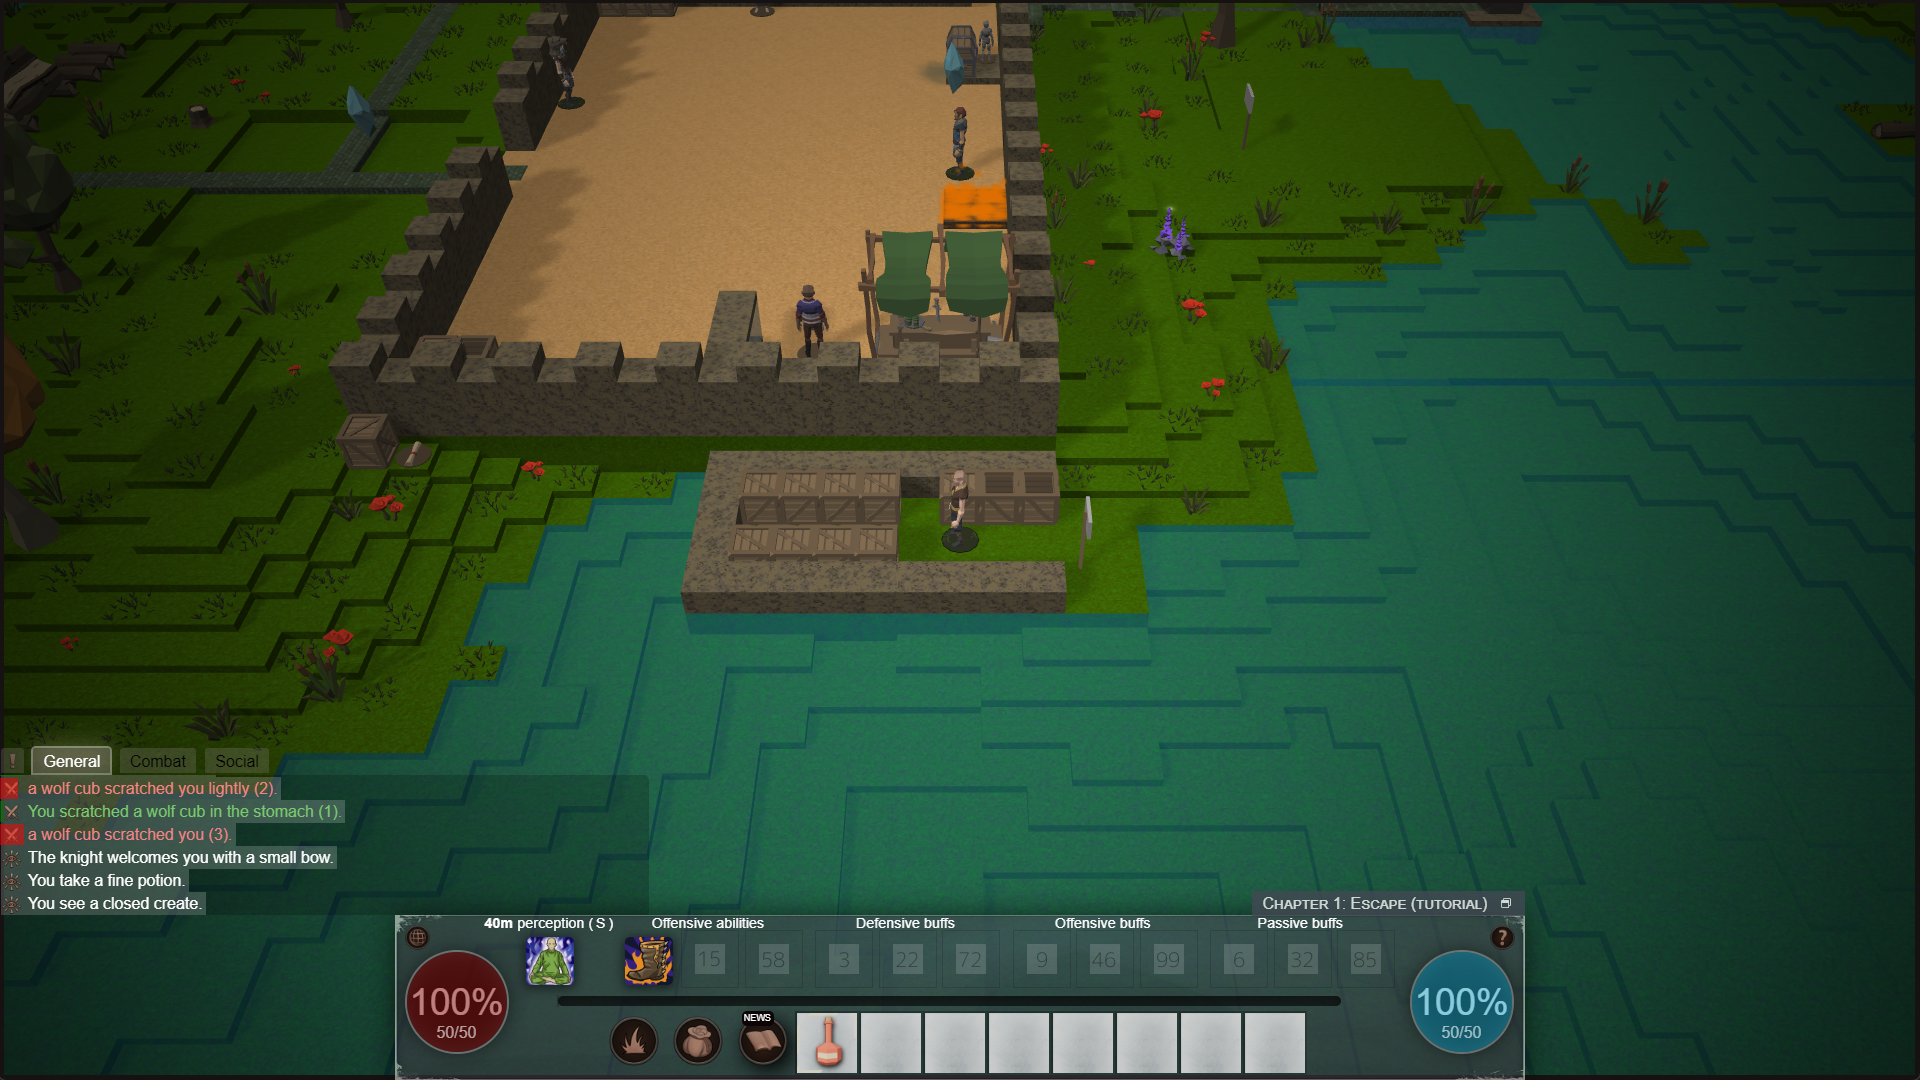 ! General Combat Social
a wolf cub scratched you lightly (2).
You scratched a wolf cub in the stomach (1).
a wolf cub scratched you (3).
The knight welcomes you with a small bow.
You take a fine potion.
You see a closed create.
CHAPTER 1: ESCAPE (TUTORIAL)
40m perception ( S ) Offensive abilities Defensive buffs Offensive buffs Passive buffs
?
15 58 3 22 72 9 46 99 6 32 85
100% 100%
50/50 50/50
NEWS